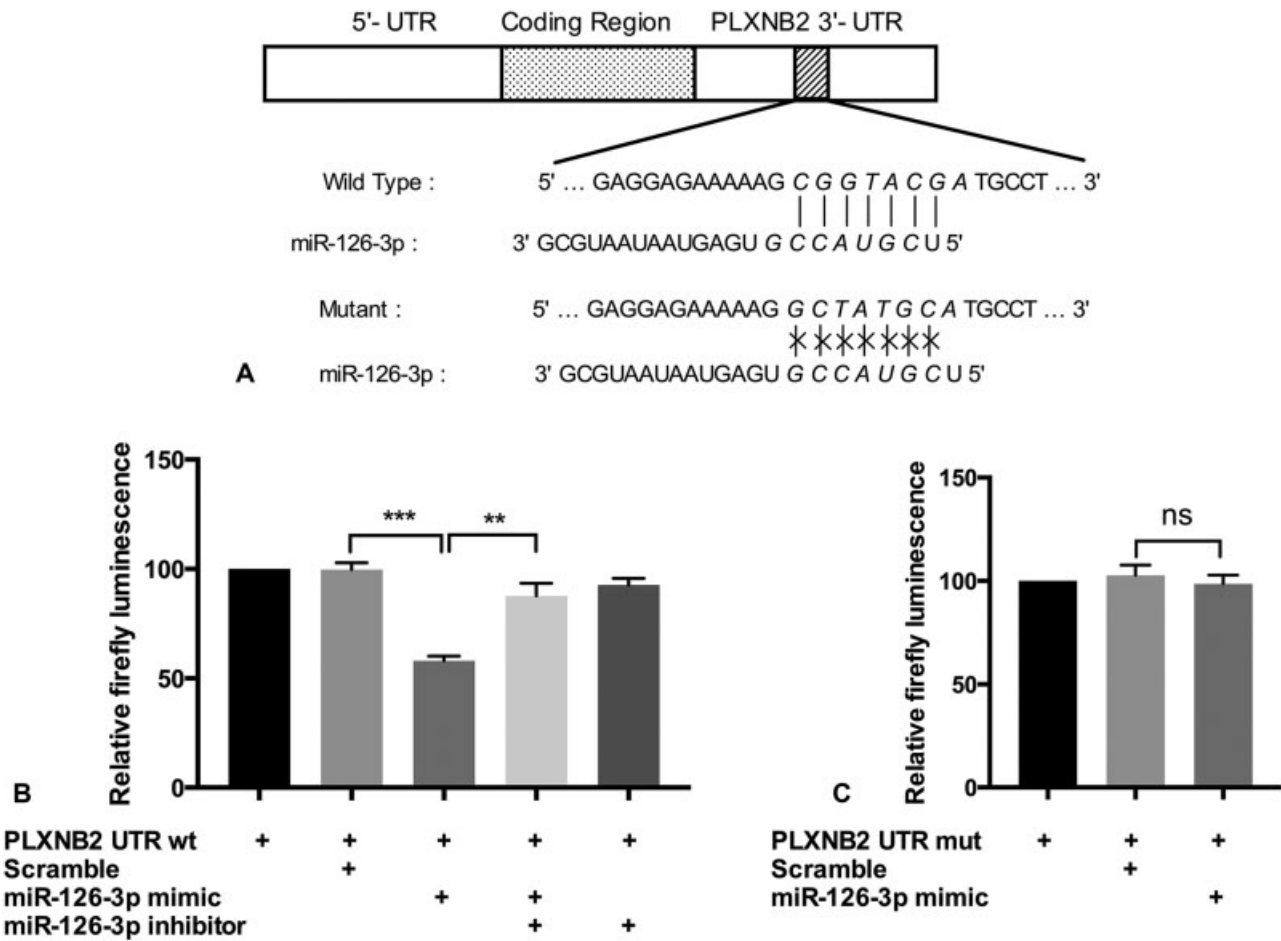 5'- UTR Coding Region PLXNB2 3'- UTR
Wild Type : 5' ... GAGGAGAAAAAG C G G T A C G A TGCCT ... 3'
miR-126-3p : 3' GCGUAAUAAUGAGU G C C A U G C U 5'
Mutant : 5' ... GAGGAGAAAAAG G C T A T G C A TGCCT ... 3'
A miR-126-3p : 3' GCGUAAUAAUGAGU G C C A U G C U 5'
Relative firefly luminescence
150
100
50
0
*** **
B
PLXNB2 UTR wt + + + + +
Scramble +
miR-126-3p mimic + +
miR-126-3p inhibitor + +
Relative firefly luminescence
150
100
50
0
ns
C
PLXNB2 UTR mut + + +
Scramble +
miR-126-3p mimic +